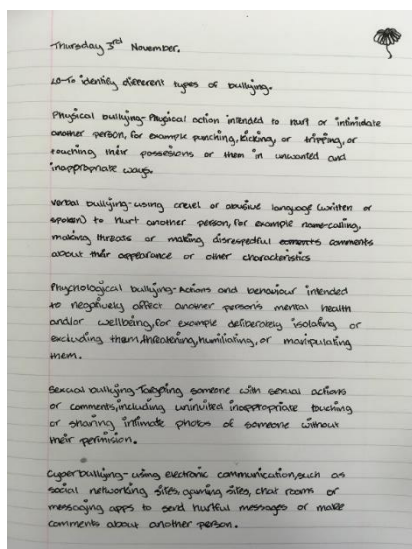 Thursday 3rd November.
LO-To identify different types of bullying.
Physical bullying-Physical action intended to hurt or intimidate
another person, for example punching, kicking, or tripping, or
touching their possesions or them in unwanted and
inappropriate ways.
Verbal bullying-using cruel or abusive language (written or
spoken) to hurt another person, for example name-calling,
making threats or making disrespectful comments
about their appearance or other characteristics
Phychological bullying-Actions and behaviour intended
to negatively affect another person's mental health
and/or wellbeing, for example deliberately isolating or
excluding them, threatening, humiliating, or manipulating
them.
Sexual bullying-Targeting someone with sexual actions
or comments, including uninvited inappropriate touching
or sharing intimate photos of someone without
their permision.
Cyberbullying-using electronic communication, such as
social networking sites, gaming sites, chat rooms or
messaging apps to send hurtful messages or make
comments about another person.